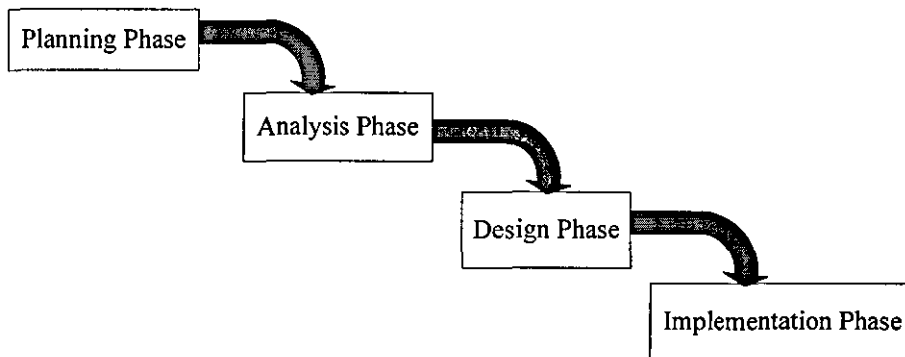 Planning Phase
Analysis Phase
Design Phase
Implementation Phase